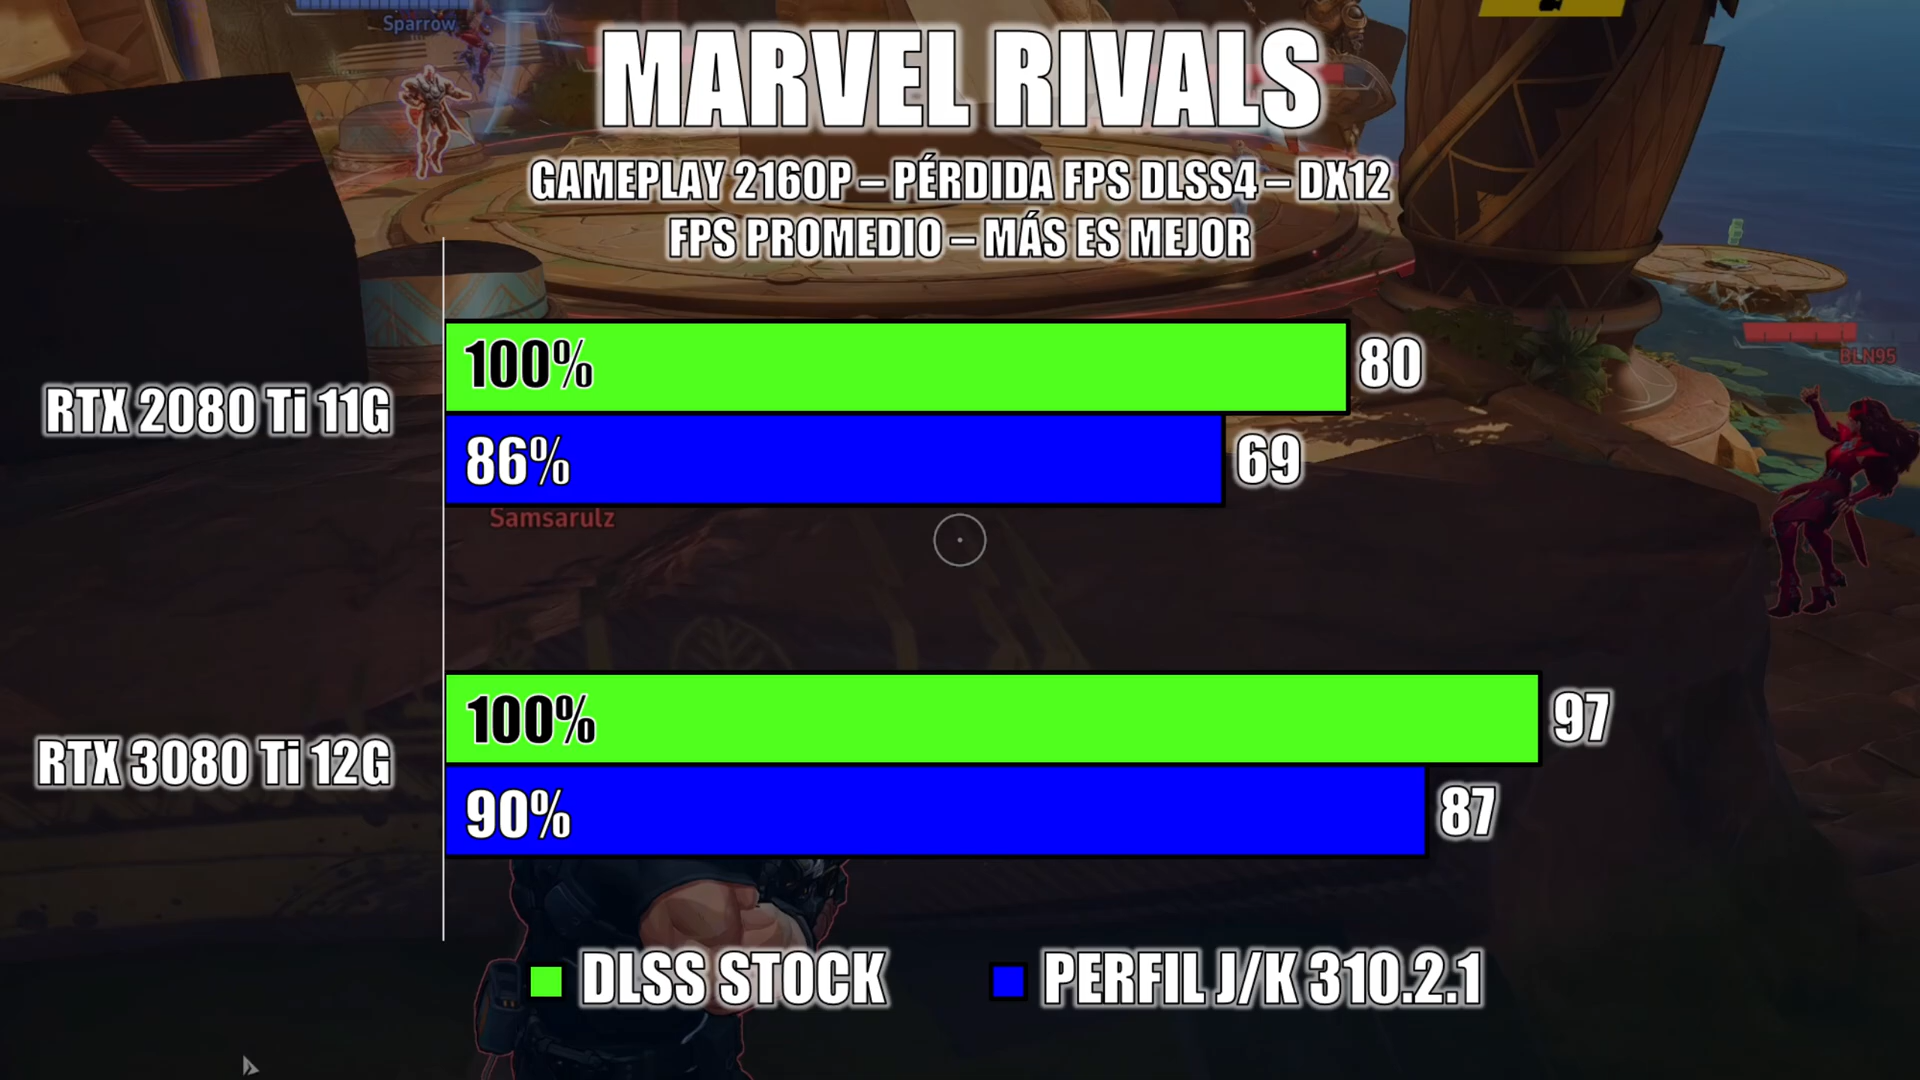 Sparrow
MARVEL RIVALS
GAMEPLAY 2160P – PÉRDIDA FPS DLSS4 – DX12
FPS PROMEDIO – MÁS ES MEJOR
BLN95
RTX 2080 Ti 11G
100%
80
86%
69
Samsarulz
RTX 3080 Ti 12G
100%
97
90%
87
DLSS STOCK
PERFIL J/K 310.2.1